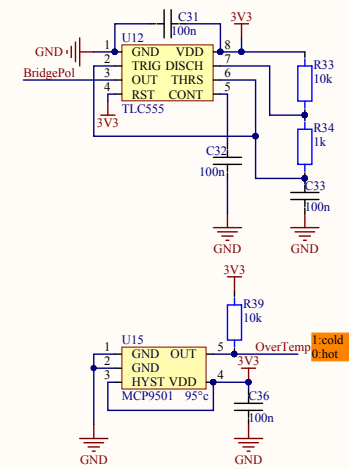 C31
100n
3V3
U12
GND
1 GND VDD 8
2 TRIG DISCH 7
BridgePol
3 OUT THRS 6
4 RST CONT 5
TLC555
3V3
R33
10k
R34
1k
C32
100n
C33
100n
GND
GND
3V3
R39
10k
U15
1 GND OUT 5
2 GND
3 HYST VDD 4
MCP9501 95°c
OverTemp
1:cold
0:hot
3V3
C36
100n
GND
GND